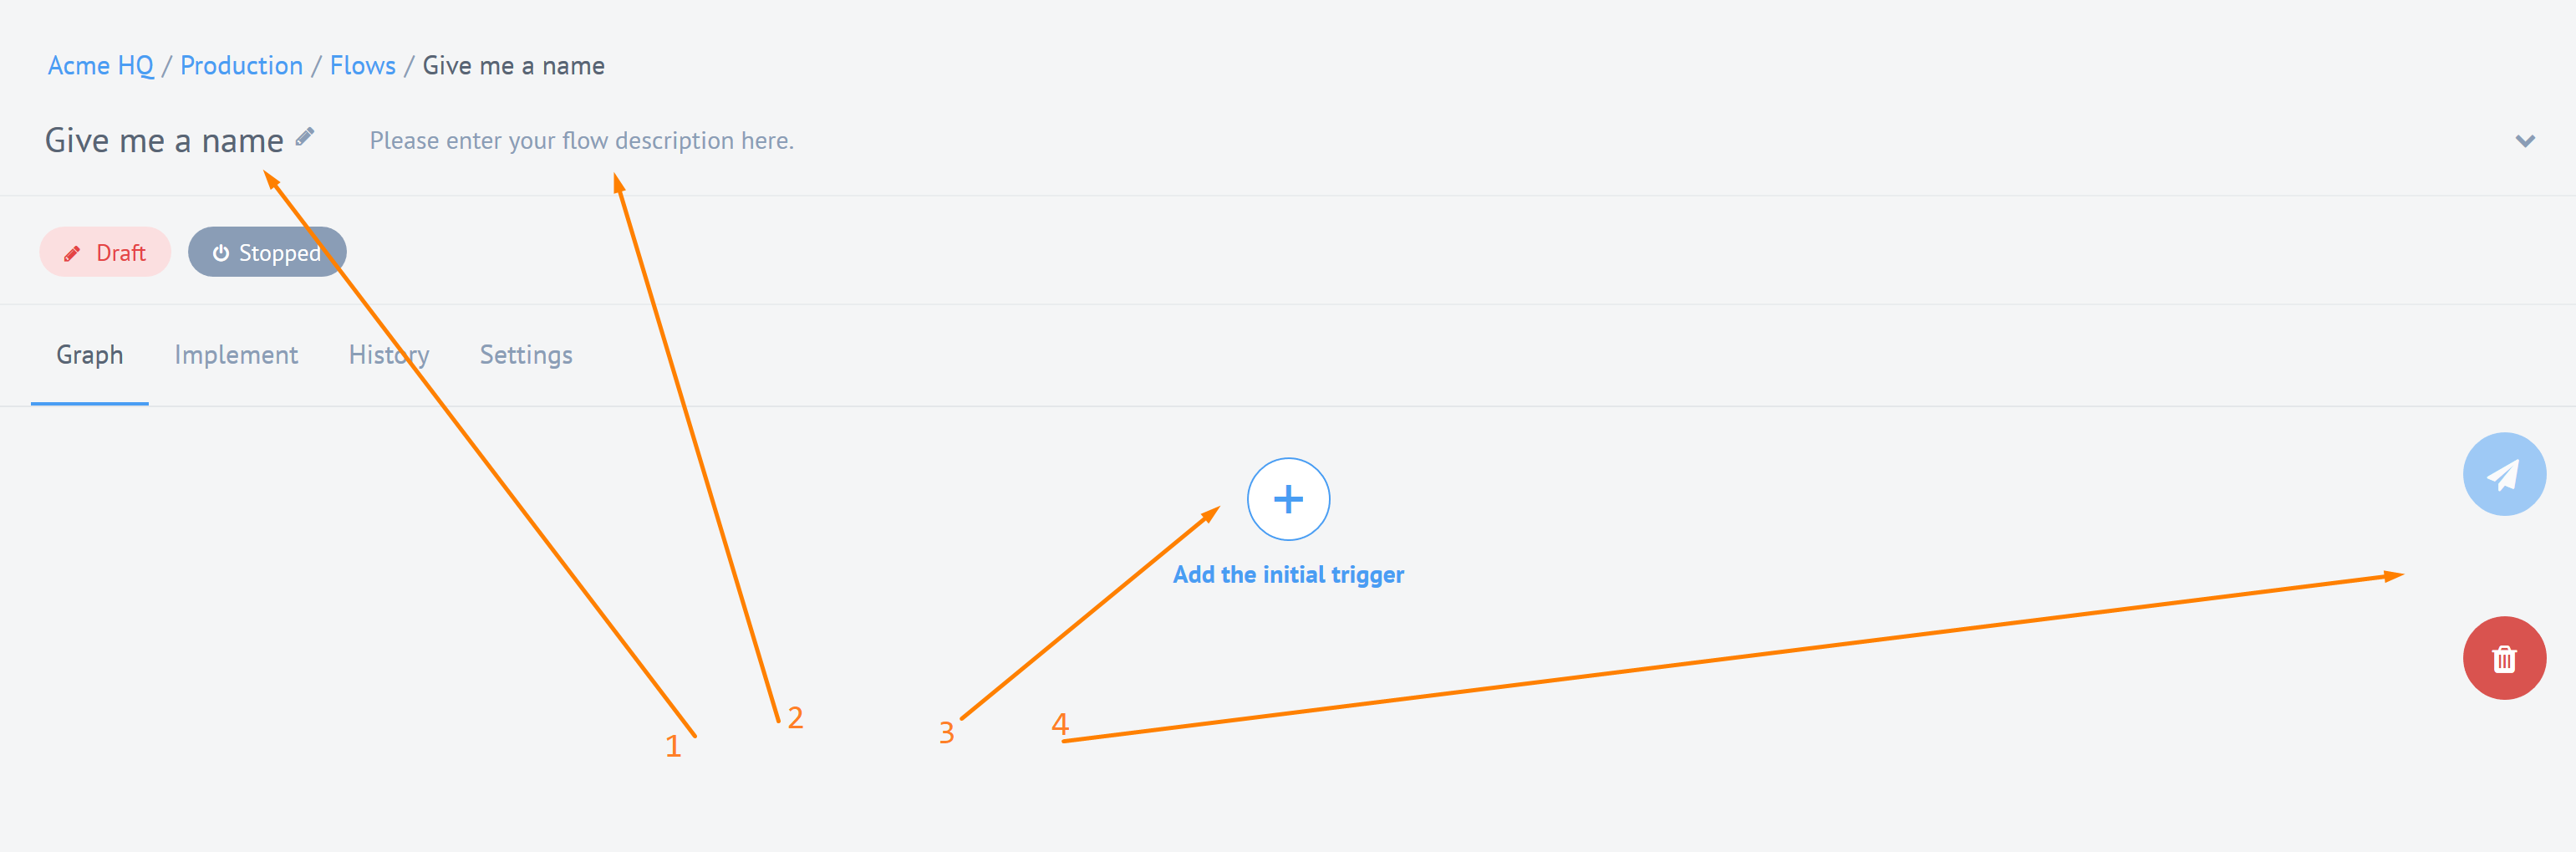 Acme HQ / Production / Flows / Give me a name
Give me a name Please enter your flow description here.
Draft Stopped
Graph Implement History Settings
Add the initial trigger
1 2 3 4